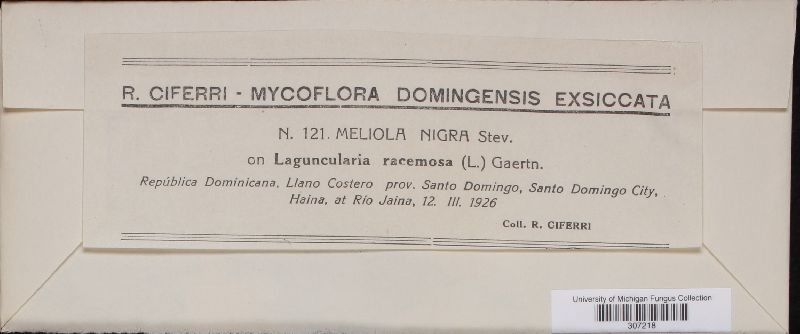 R. CIFERRI - MYCOFLORA DOMINGENSIS EXSICCATA
N. 121. MELIOLA NIGRA Stev.
on Laguncularia racemosa (L.) Gaertn.
República Dominicana, Llano Costero prov. Santo Domingo, Santo Domingo City,
Haina, at Río Jaina, 12. III. 1926
Coll. R. CIFERRI
University of Michigan Fungus Collection
307218